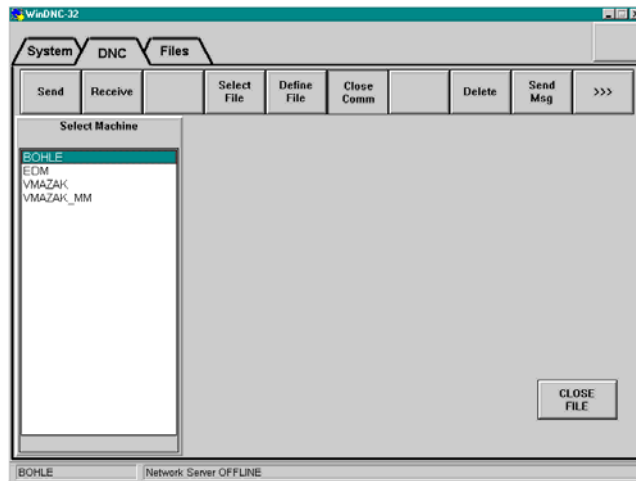 WinDNC-32
System DNC Files
Send Receive Select File Define File Close Comm Delete Send Msg >>>
Select Machine
BOHLE
EDM
VMAZAK
VMAZAK_MM
CLOSE
FILE
BOHLE Network Server OFFLINE